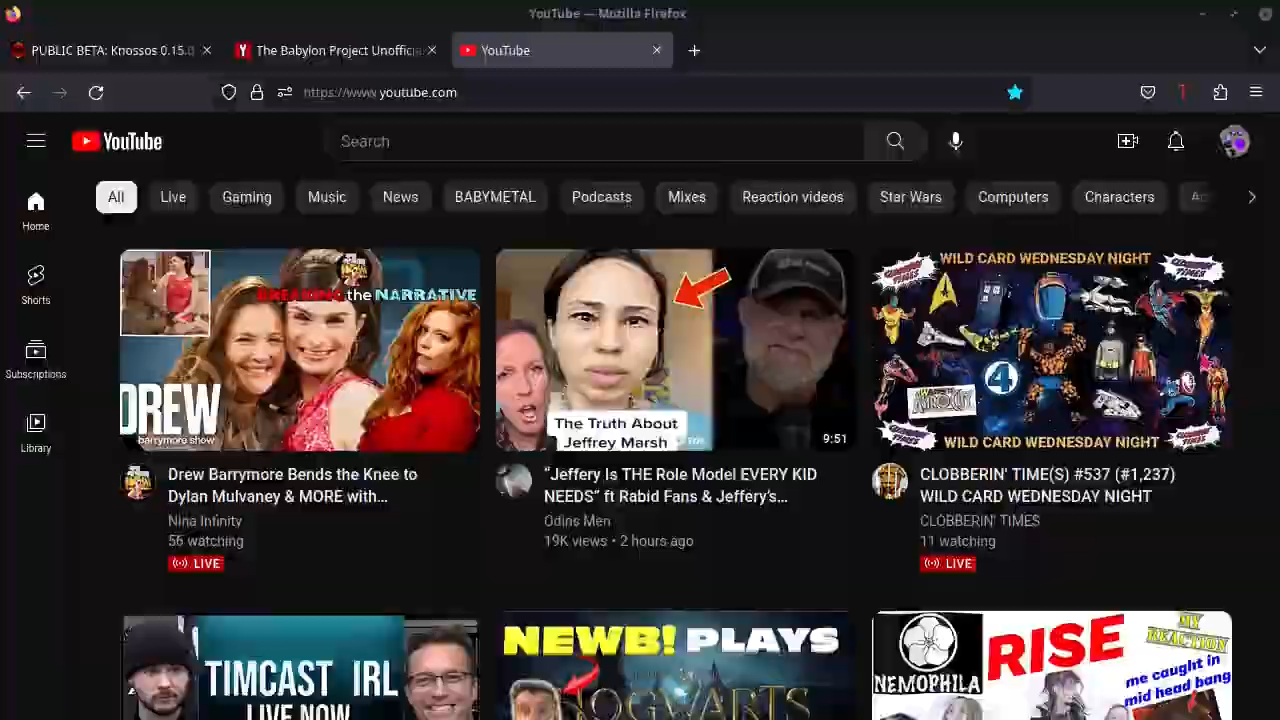 YouTube — Mozilla Firefox
PUBLIC BETA: Knossos 0.15.0
The Babylon Project Unofficia
YouTube
https://www.youtube.com
YouTube
Search
All
Live
Gaming
Music
News
BABYMETAL
Podcasts
Mixes
Reaction videos
Star Wars
Computers
Characters
Home
Shorts
Subscriptions
Library
BREAKING the NARRATIVE
DREW
barrymore show
The Truth About
Jeffrey Marsh
9:51
WILD CARD WEDNESDAY NIGHT
4
WILD CARD WEDNESDAY NIGHT
Drew Barrymore Bends the Knee to
Dylan Mulvaney & MORE with...
Nina Infinity
56 watching
LIVE
“Jeffery Is THE Role Model EVERY KID
NEEDS” ft Rabid Fans & Jeffery’s...
Odins Men
19K views • 2 hours ago
CLOBBERIN' TIME(S) #537 (#1,237)
WILD CARD WEDNESDAY NIGHT
CLOBBERIN' TIMES
11 watching
LIVE
TIMCAST IRL
LIVE NOW
NEWB! PLAYS
HOGWARTS
NEMOPHILA
RISE
MY
REACTION
me caught in
mid head bang